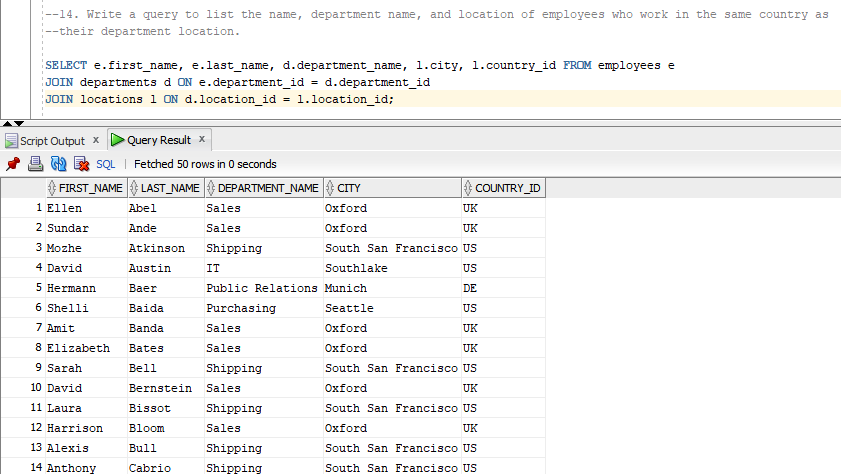 --14. Write a query to list the name, department name, and location of employees who work in the same country as
--their department location.
SELECT e.first_name, e.last_name, d.department_name, l.city, l.country_id FROM employees e
JOIN departments d ON e.department_id = d.department_id
JOIN locations l ON d.location_id = l.location_id;
Script Output x Query Result x
SQL | Fetched 50 rows in 0 seconds
FIRST_NAME LAST_NAME DEPARTMENT_NAME CITY COUNTRY_ID
1 Ellen Abel Sales Oxford UK
2 Sundar Ande Sales Oxford UK
3 Mozhe Atkinson Shipping South San Francisco US
4 David Austin IT Southlake US
5 Hermann Baer Public Relations Munich DE
6 Shelli Baida Purchasing Seattle US
7 Amit Banda Sales Oxford UK
8 Elizabeth Bates Sales Oxford UK
9 Sarah Bell Shipping South San Francisco US
10 David Bernstein Sales Oxford UK
11 Laura Bissot Shipping South San Francisco US
12 Harrison Bloom Sales Oxford UK
13 Alexis Bull Shipping South San Francisco US
14 Anthony Cabrio Shipping South San Francisco US